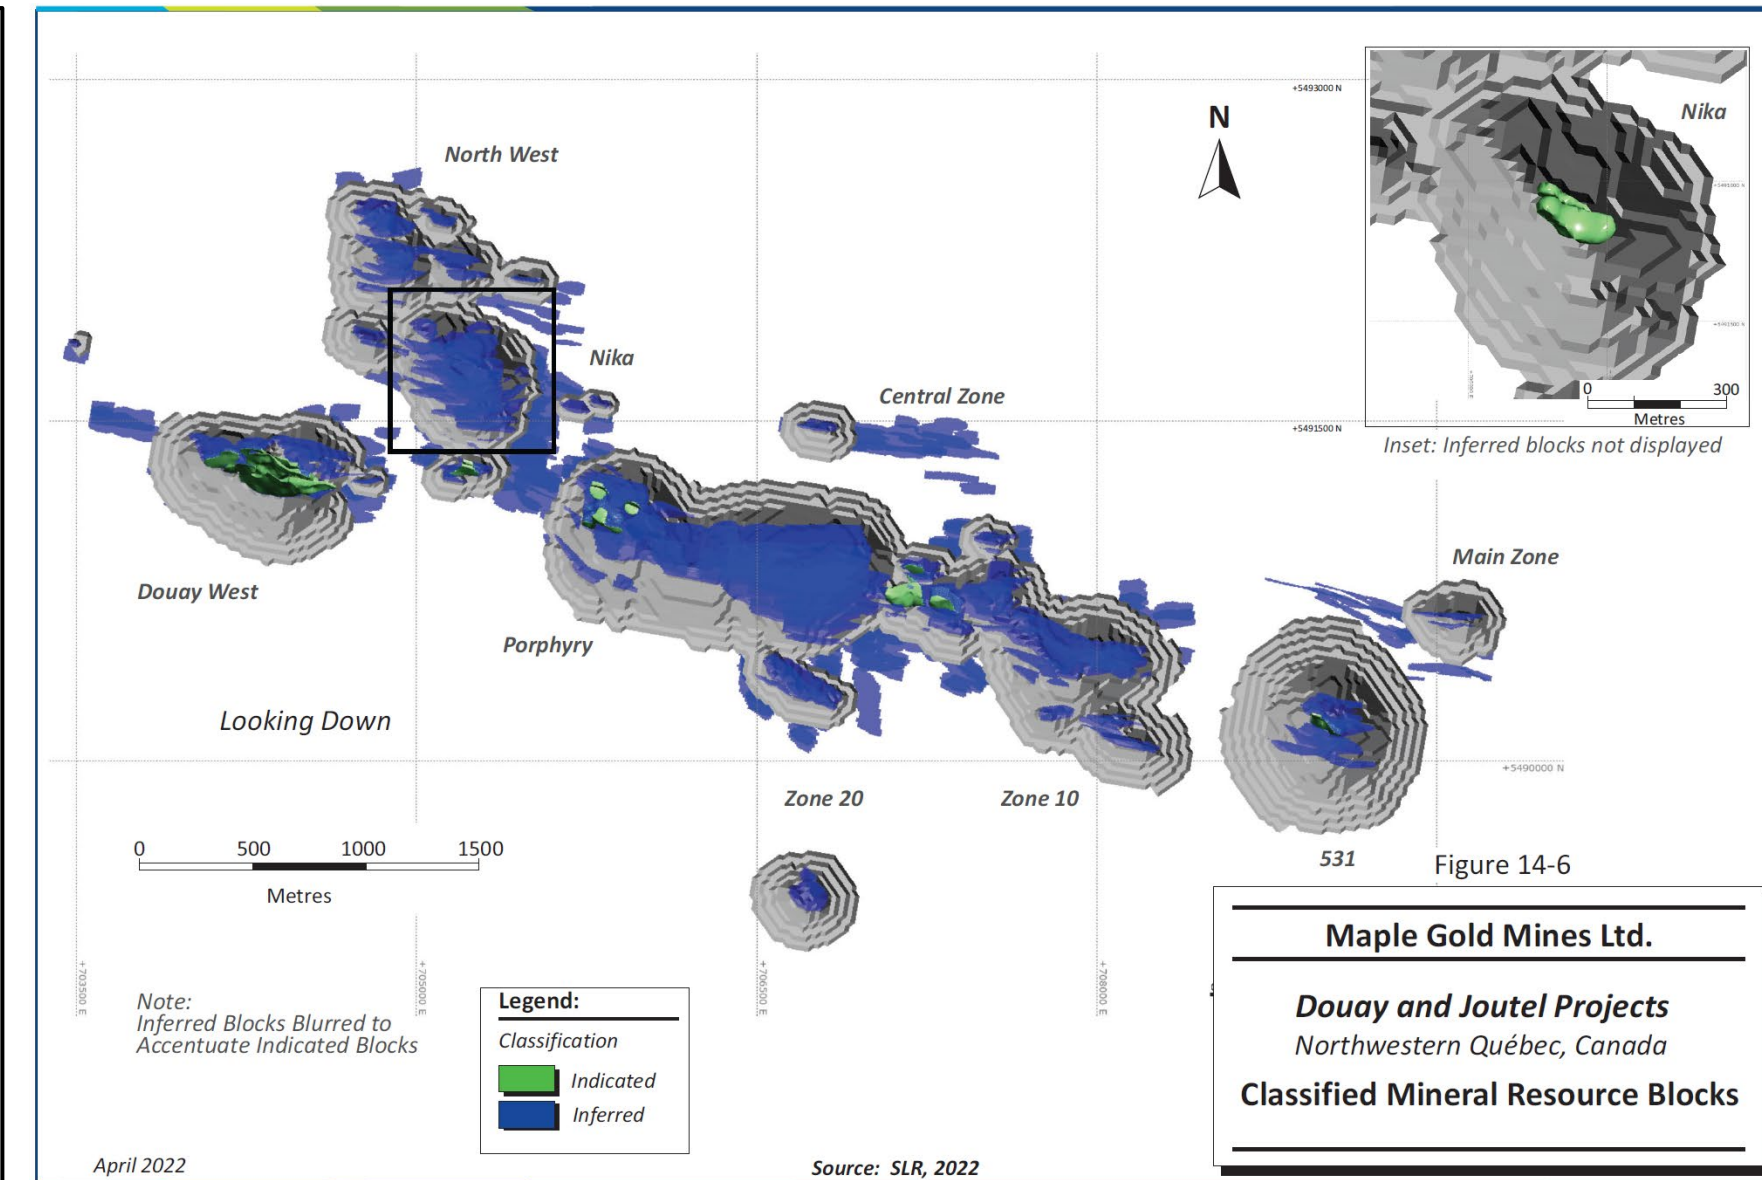 +5493000 N
N
Nika
North West
+5491500 N
Nika
Central Zone
+5491500 N
0 300
Metres
Inset: Inferred blocks not displayed
Main Zone
Douay West
Porphyry
Looking Down
+5490000 N
Zone 20
Zone 10
0 500 1000 1500
Metres
531
Figure 14-6
Maple Gold Mines Ltd.
Douay and Joutel Projects
Northwestern Québec, Canada
Classified Mineral Resource Blocks
+703500 E
+705000 E
+706500 E
+708000 E
Note:
Inferred Blocks Blurred to
Accentuate Indicated Blocks
Legend:
Classification
Indicated
Inferred
April 2022
Source: SLR, 2022